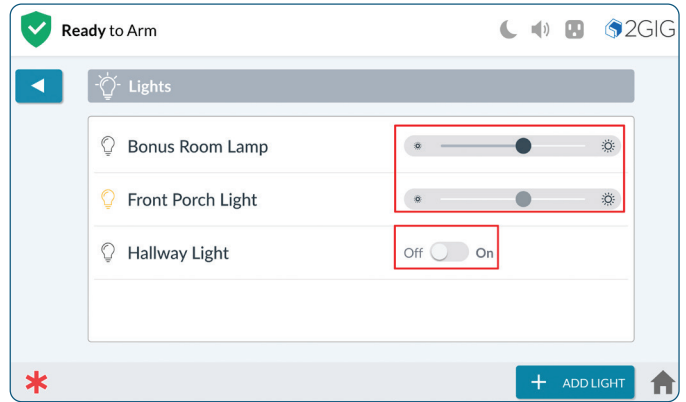 Ready to Arm
2GIG
Lights
Bonus Room Lamp
Front Porch Light
Hallway Light
Off On
+ ADD LIGHT